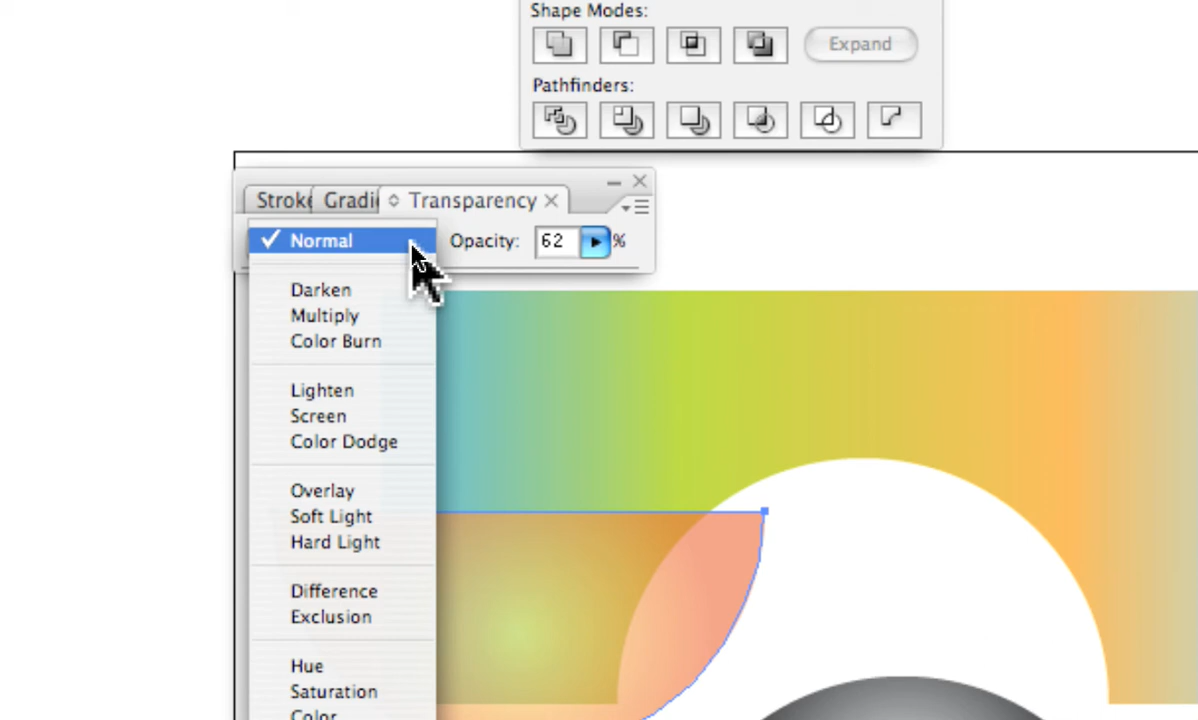 Shape Modes:
Expand
Pathfinders:
Stroke Gradi Transparency
Normal Opacity: 62 %
Darken
Multiply
Color Burn
Lighten
Screen
Color Dodge
Overlay
Soft Light
Hard Light
Difference
Exclusion
Hue
Saturation
Color